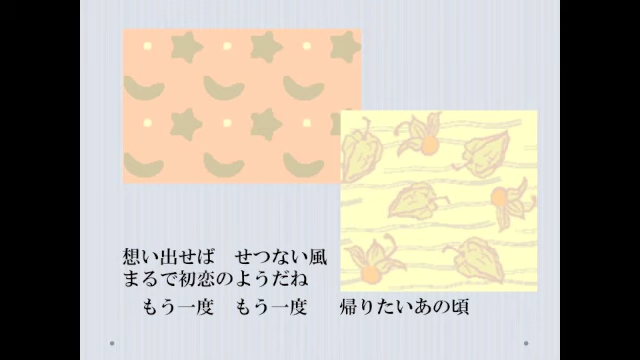 想い出せば　せつない風
まるで初恋のようだね
もう一度　もう一度　帰りたいあの頃